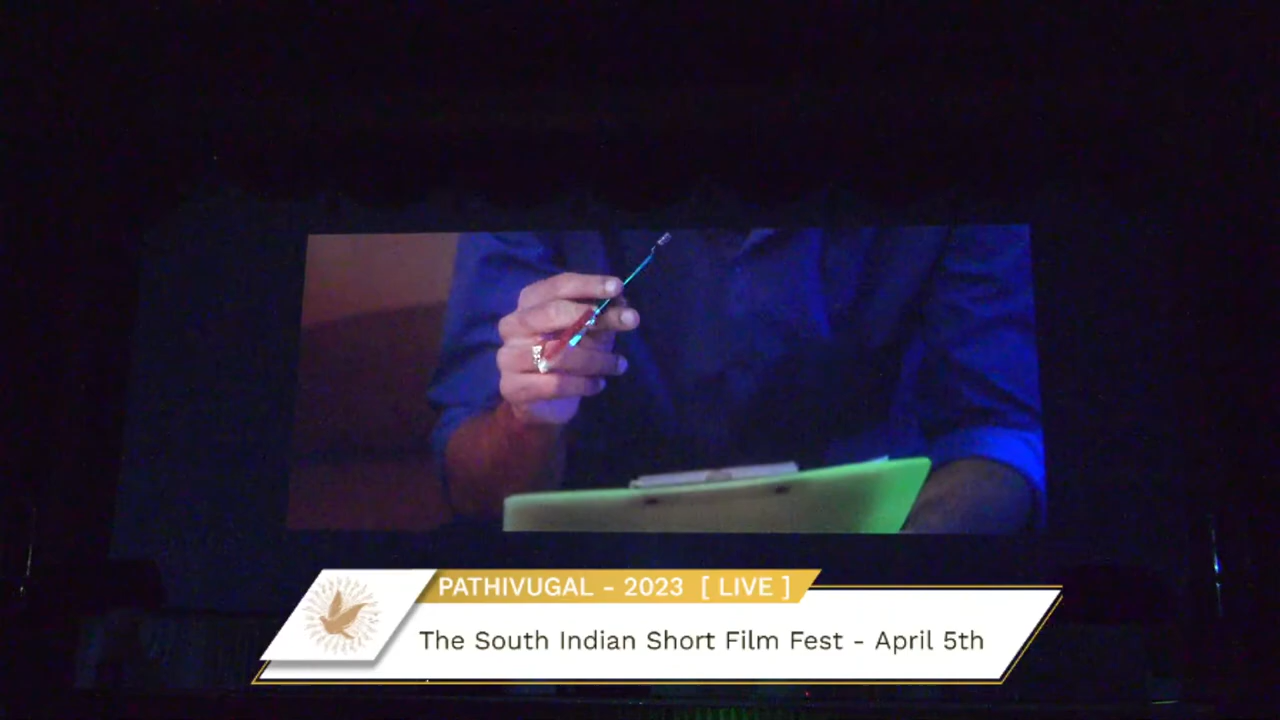 PATHIVUGAL - 2023 [ LIVE ]
The South Indian Short Film Fest - April 5th